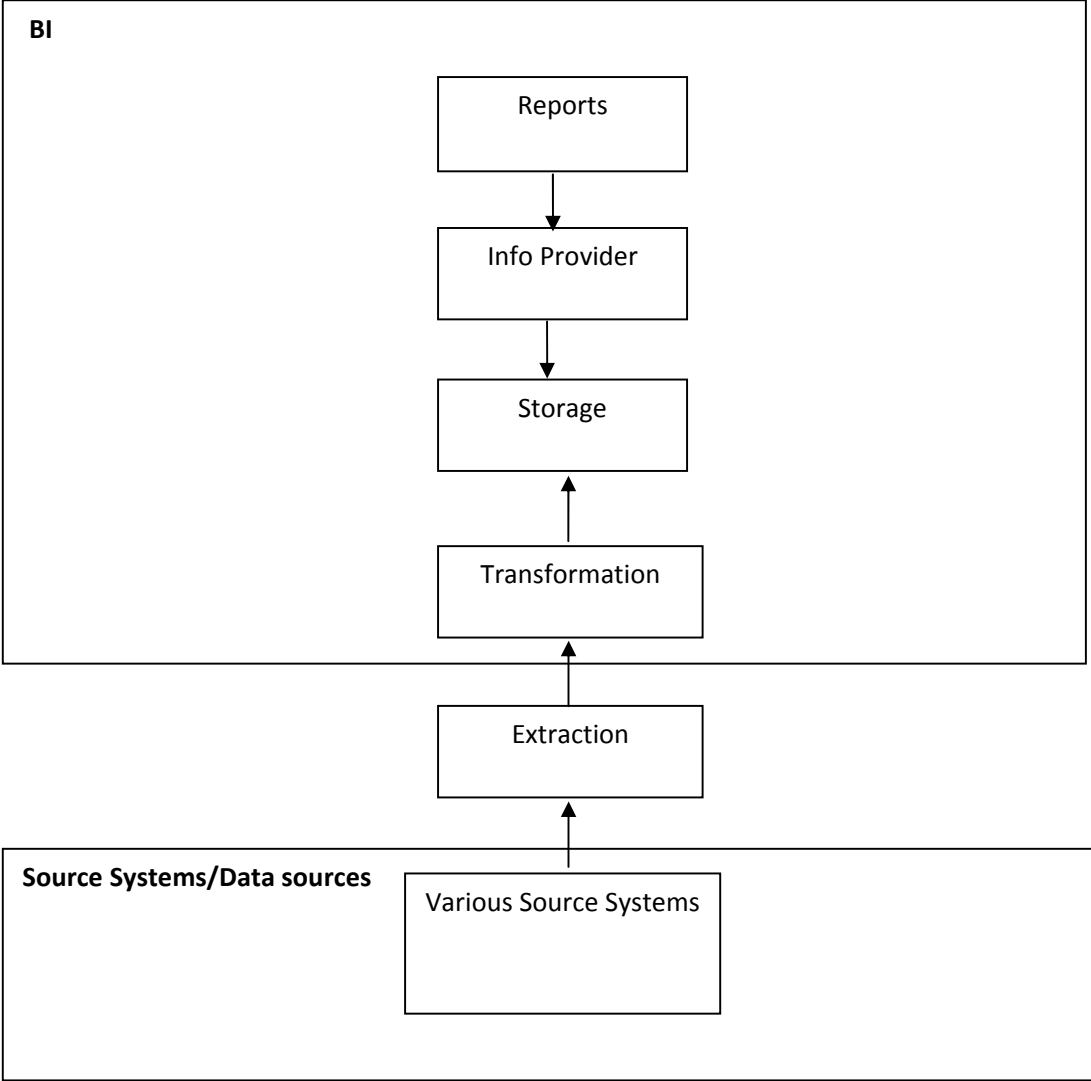 BI
Reports
Info Provider
Storage
Transformation
Extraction
Source Systems/Data sources
Various Source Systems